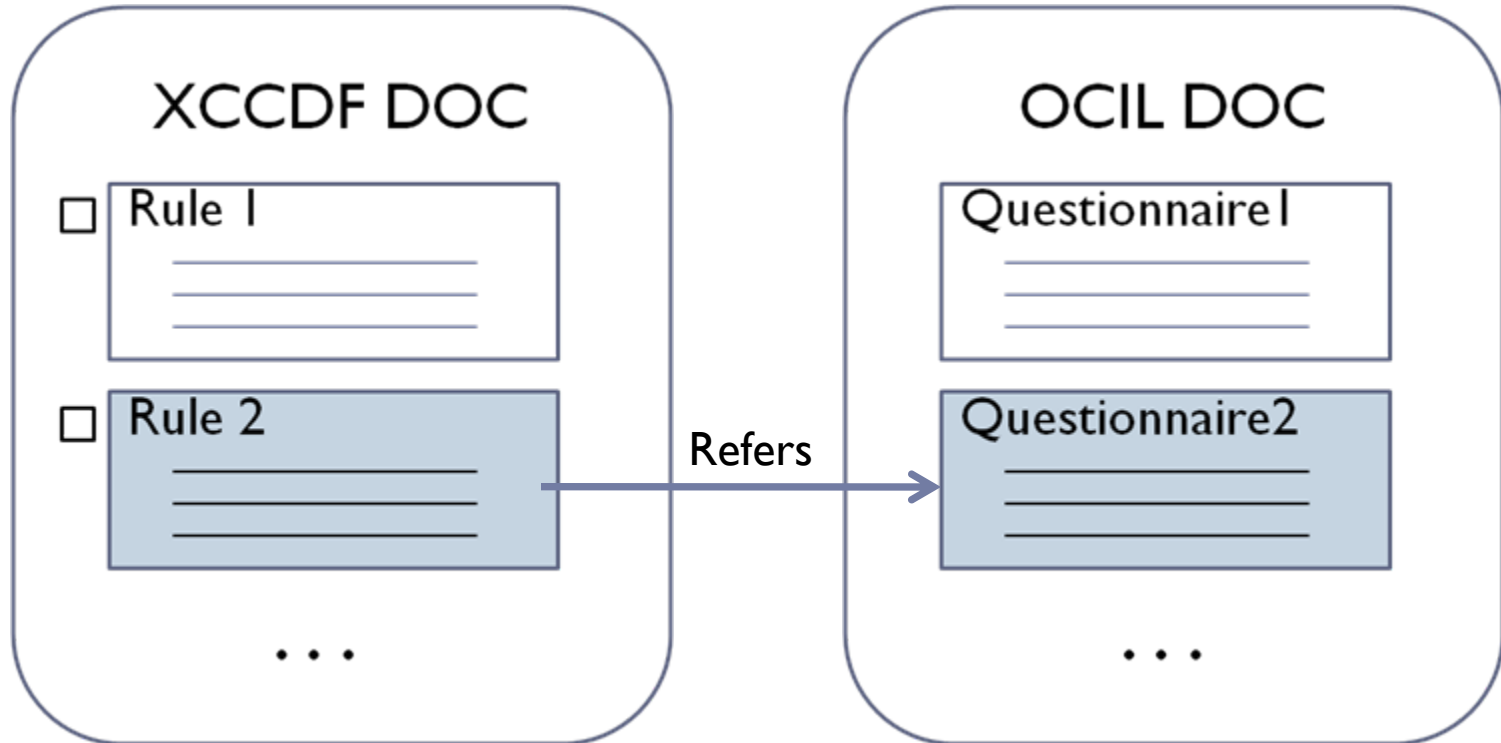 XCCDF DOC
Rule 1
Rule 2
...
Refers
OCIL DOC
Questionnaire1
Questionnaire2
...